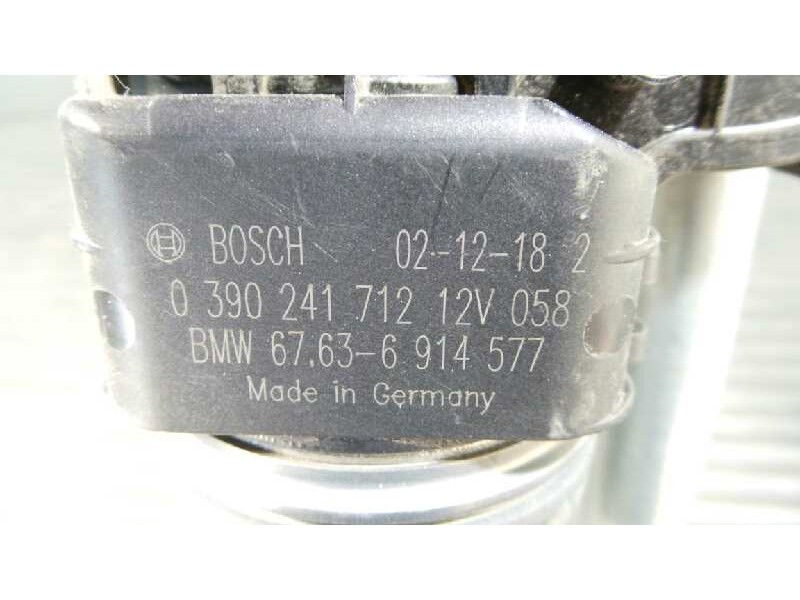 BOSCH 02-12-18 2
0 390 241 712 12V 058
BMW 67.63-6 914 577
Made in Germany